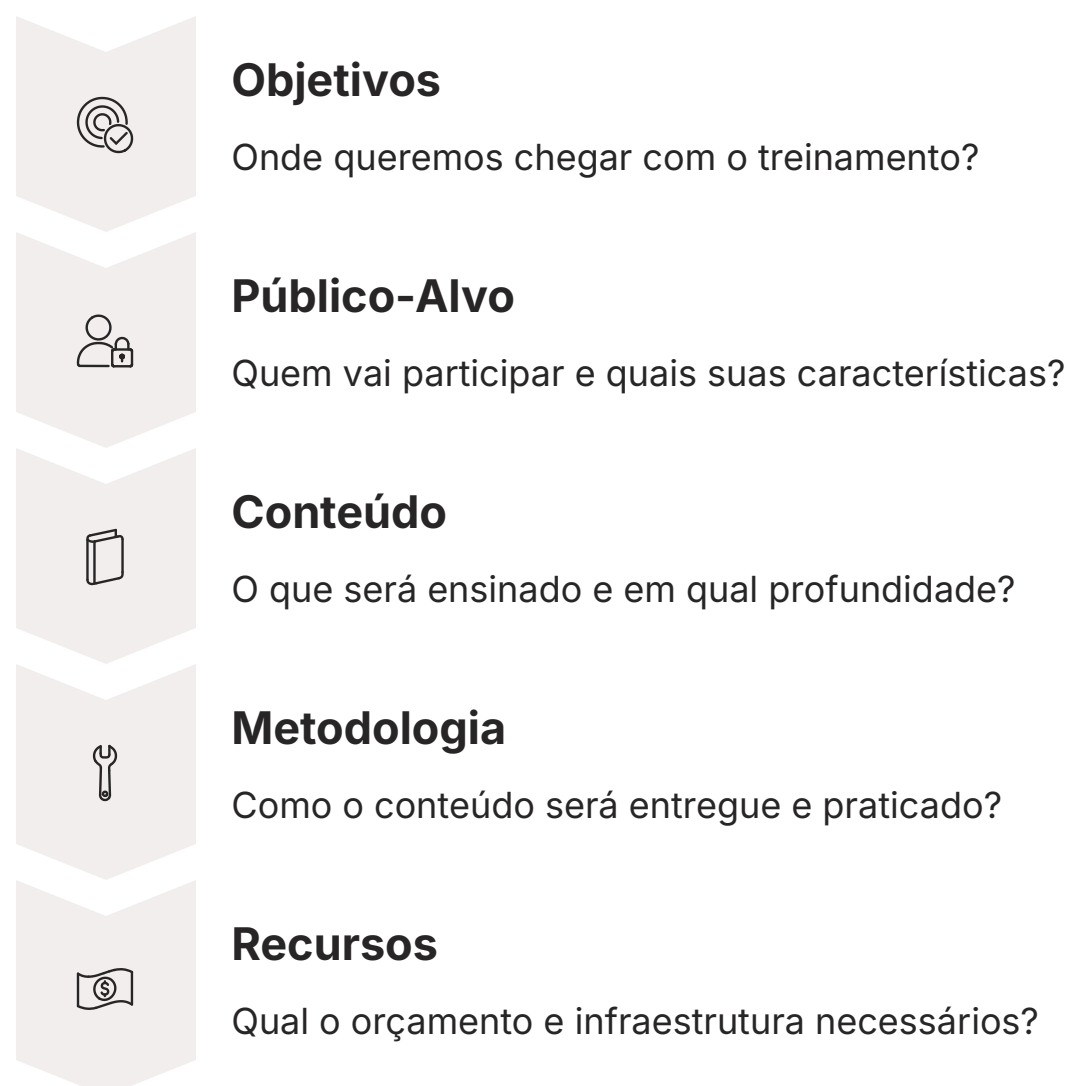 Objetivos
Onde queremos chegar com o treinamento?
Público-Alvo
Quem vai participar e quais suas características?
Conteúdo
O que será ensinado e em qual profundidade?
Metodologia
Como o conteúdo será entregue e praticado?
Recursos
$
Qual o orçamento e infraestrutura necessários?